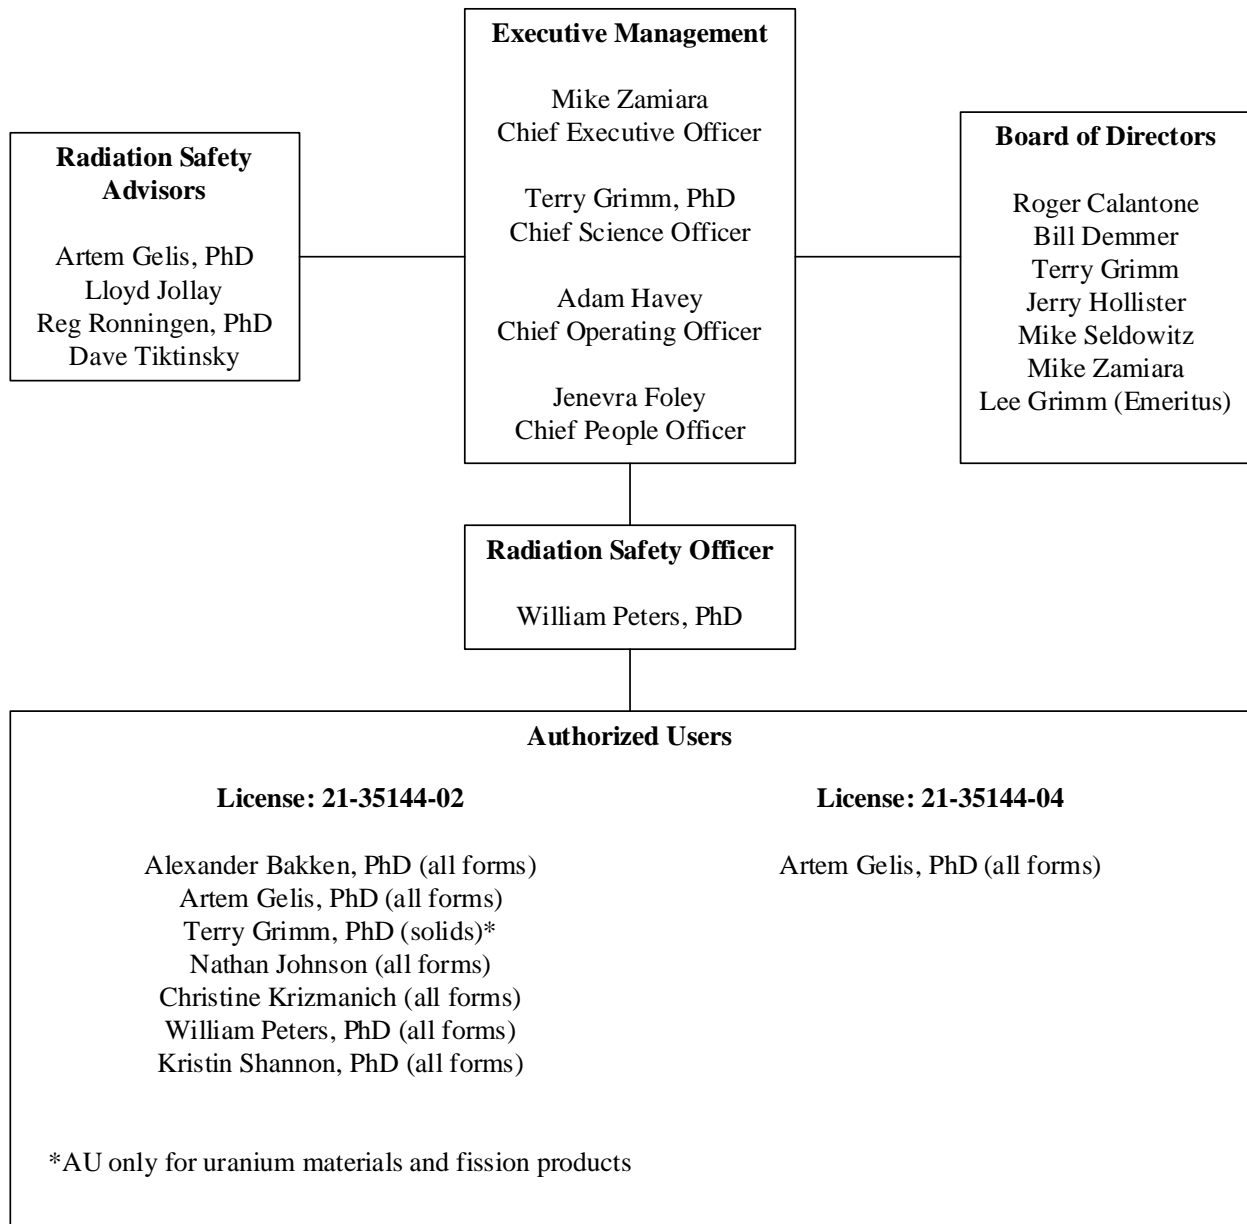 Executive Management
Mike Zamiara
Chief Executive Officer
Terry Grimm, PhD
Chief Science Officer
Adam Havey
Chief Operating Officer
Jenevra Foley
Chief People Officer
Radiation Safety
Advisors
Artem Gelis, PhD
Lloyd Jollay
Reg Ronningen, PhD
Dave Tiktinsky
Board of Directors
Roger Calantone
Bill Demmer
Terry Grimm
Jerry Hollister
Mike Seldowitz
Mike Zamiara
Lee Grimm (Emeritus)
Radiation Safety Officer
William Peters, PhD
Authorized Users
License: 21-35144-02
Alexander Bakken, PhD (all forms)
Artem Gelis, PhD (all forms)
Terry Grimm, PhD (solids)*
Nathan Johnson (all forms)
Christine Krizmanich (all forms)
William Peters, PhD (all forms)
Kristin Shannon, PhD (all forms)
License: 21-35144-04
Artem Gelis, PhD (all forms)
*AU only for uranium materials and fission products